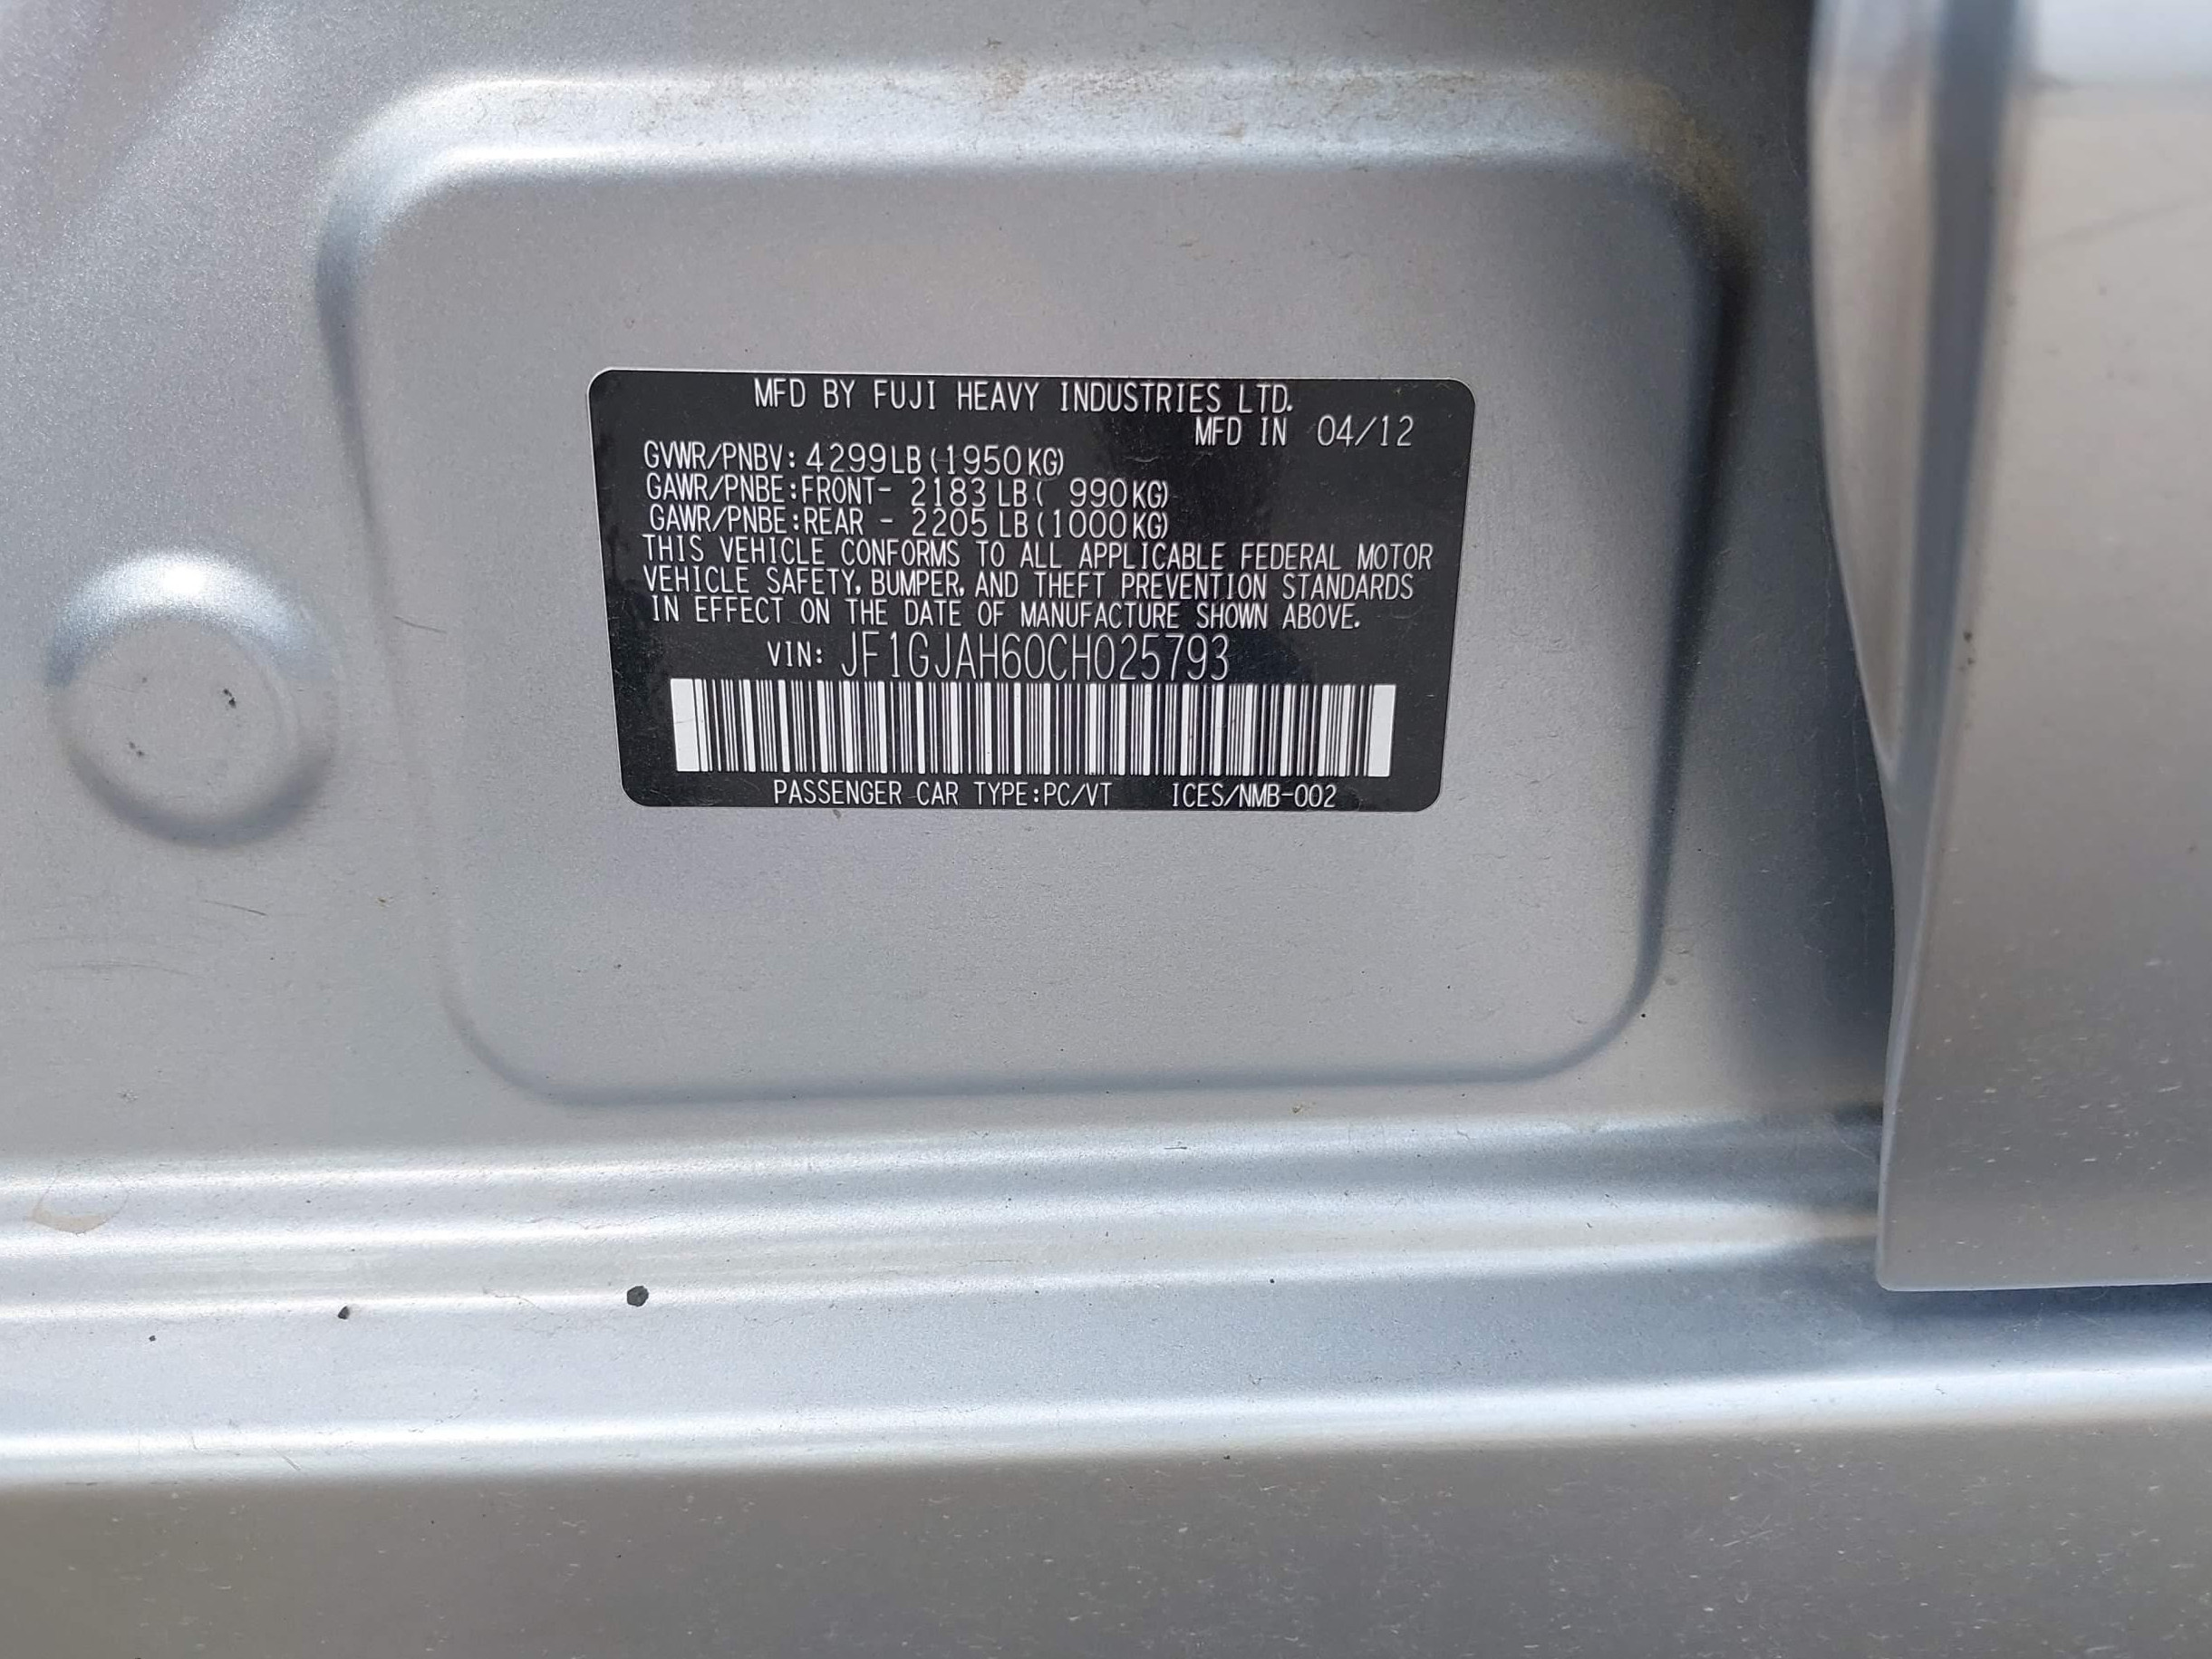 MFD BY FUJI HEAVY INDUSTRIES LTD.
MFD IN 04/12
GVWR/PNBV: 4299LB(1950KG)
GAWR/PNBE:FRONT- 2183LB( 990KG)
GAWR/PNBE:REAR - 2205LB(1000KG)
THIS VEHICLE CONFORMS TO ALL APPLICABLE FEDERAL MOTOR
VEHICLE SAFETY, BUMPER, AND THEFT PREVENTION STANDARDS
IN EFFECT ON THE DATE OF MANUFACTURE SHOWN ABOVE.
VIN: JF1GJAH60CH025793
PASSENGER CAR TYPE:PC/VT ICES/NMB-002